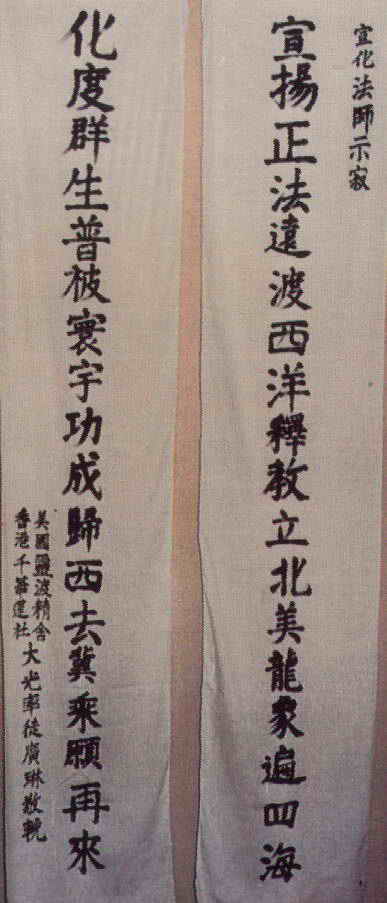 宣化法師示寂
宣揚正法遠渡西洋釋教立北美龍象遍四海
化度群生普被寰宇功成歸西去冀乘願再來
美國靈波精舍
香港千華蓮社
大光率徒廣琳敬輓